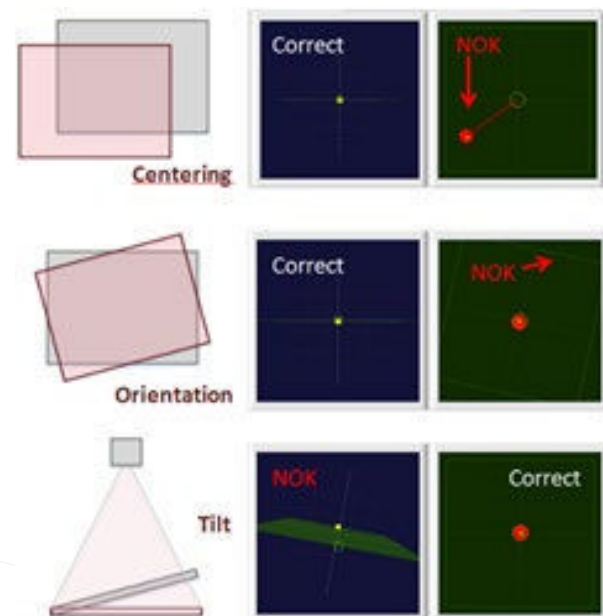 Correct
NOK
Centering
Correct
NOK
Orientation
NOK
Correct
Tilt